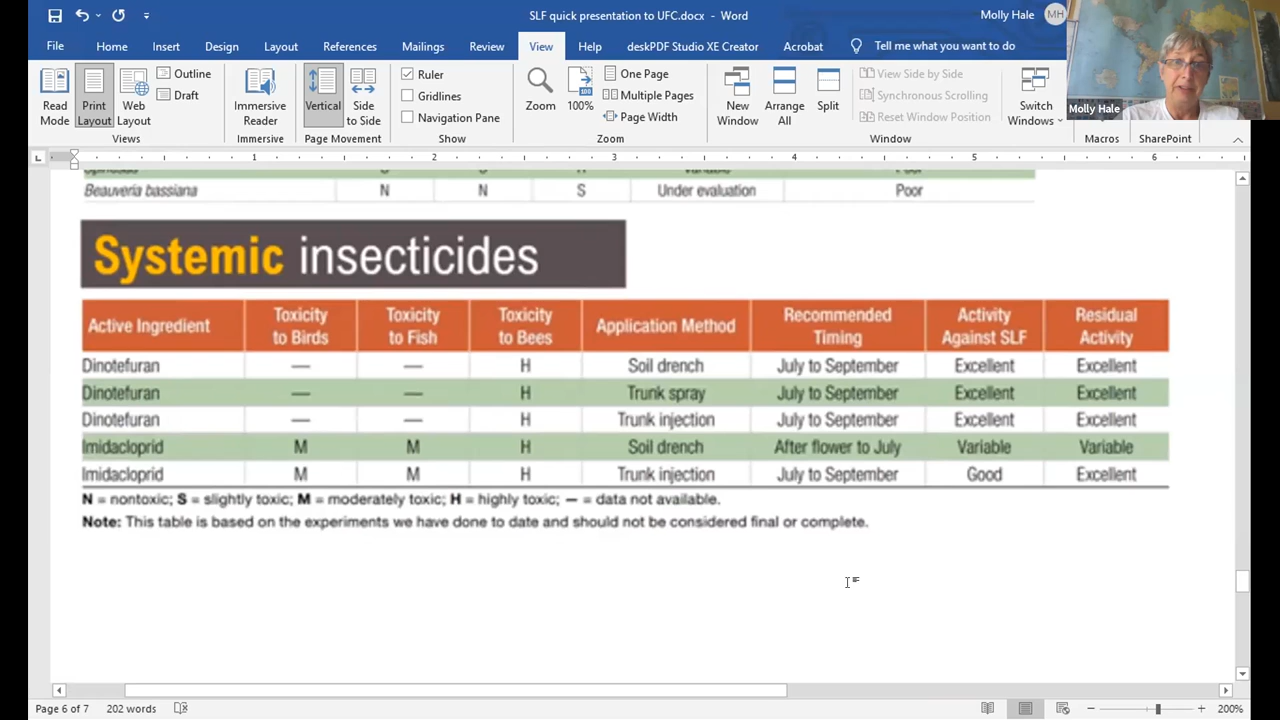 SLF quick presentation to UFC.docx - Word
Molly Hale
MH
File Home Insert Design Layout References Mailings Review View Help deskPDF Studio XE Creator Acrobat Tell me what you want to do
Read Mode
Print Layout
Web Layout
Outline
Draft
Views
Immersive Reader
Immersive
Vertical
Side to Side
Page Movement
Ruler
Gridlines
Navigation Pane
Show
Zoom
100%
One Page
Multiple Pages
Page Width
Zoom
New Window
Arrange All
Split
View Side by Side
Synchronous Scrolling
Reset Window Position
Window
Switch Windows
Molly Hale
Macros
SharePoint
1 2 3 4 5 6
Beauveria bassiana N N S Under evaluation Poor
Systemic insecticides
Active Ingredient Toxicity to Birds Toxicity to Fish Toxicity to Bees Application Method Recommended Timing Activity Against SLF Residual Activity
Dinotefuran — — H Soil drench July to September Excellent Excellent
Dinotefuran — — H Trunk spray July to September Excellent Excellent
Dinotefuran — — H Trunk injection July to September Excellent Excellent
Imidacloprid M M H Soil drench After flower to July Variable Variable
Imidacloprid M M H Trunk injection July to September Good Excellent
N = nontoxic; S = slightly toxic; M = moderately toxic; H = highly toxic; — = data not available.
Note: This table is based on the experiments we have done to date and should not be considered final or complete.
Page 6 of 7 202 words 200%